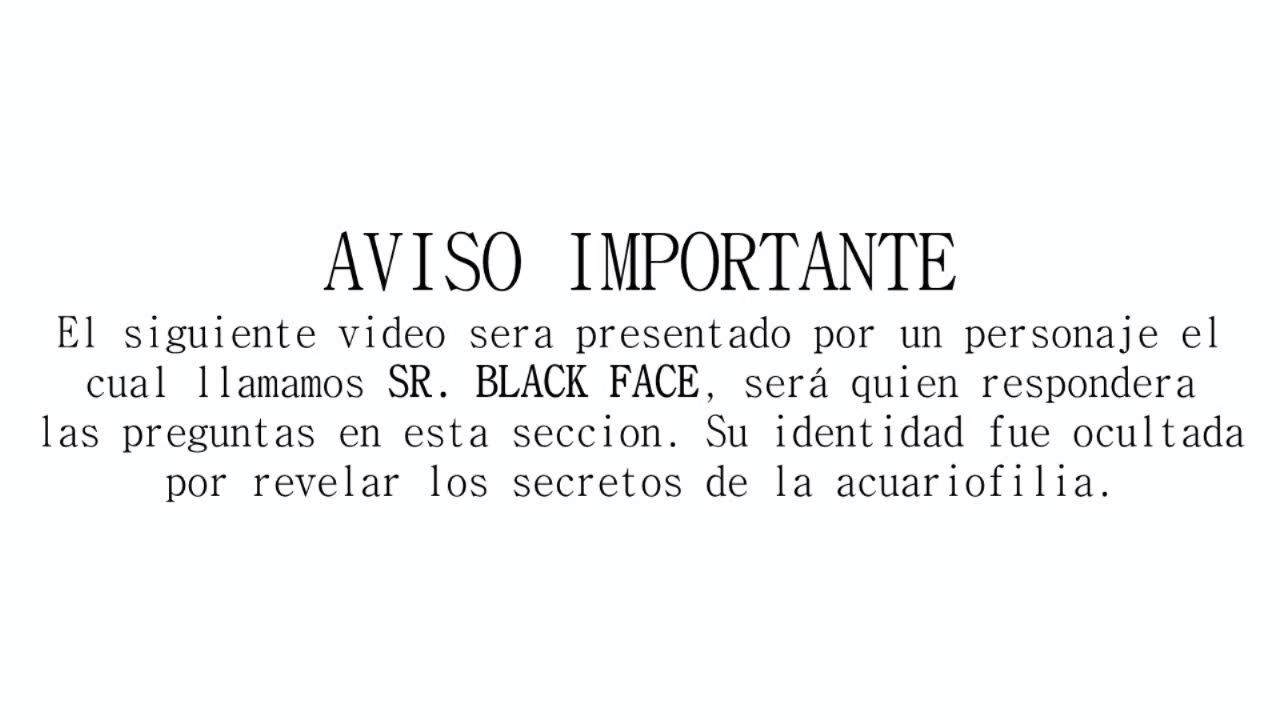 AVISO IMPORTANTE
El siguiente video sera presentado por un personaje el
cual llamamos SR. BLACK FACE, será quien respondera
las preguntas en esta seccion. Su identidad fue ocultada
por revelar los secretos de la acuariofilia.